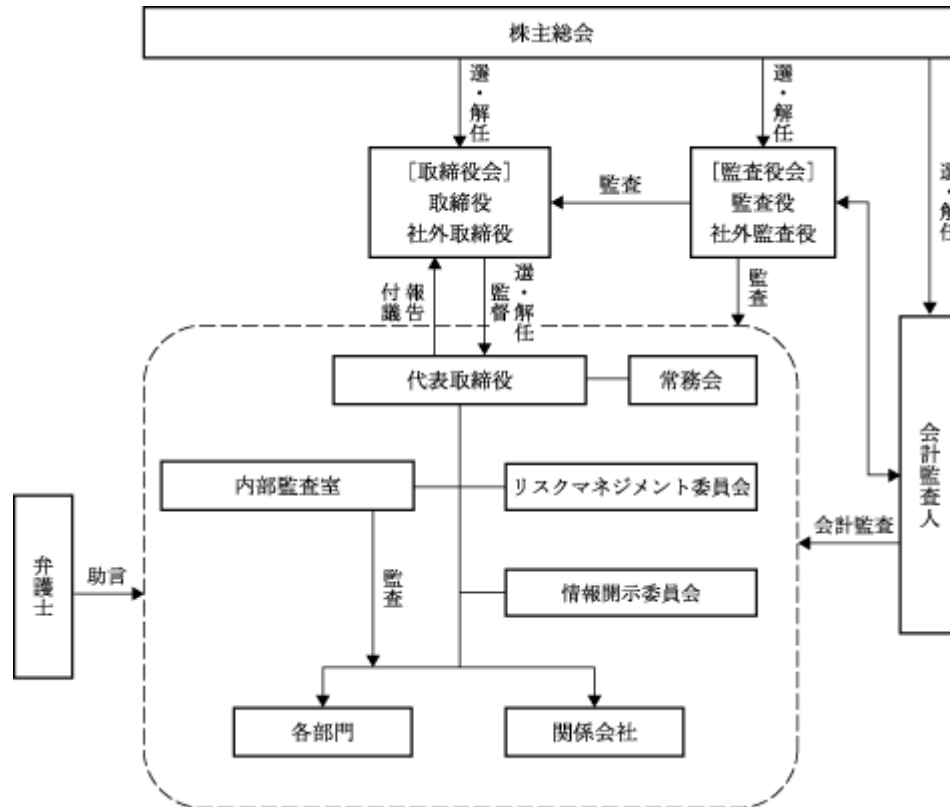 株主総会
選・解任
選・解任
選・解任
［取締役会］
取締役
社外取締役
監査
［監査役会］
監査役
社外監査役
付議
報告
監督
選・解任
監査
代表取締役
常務会
会計監査人
内部監査室
リスクマネジメント委員会
会計監査
弁護士
助言
監査
情報開示委員会
各部門
関係会社